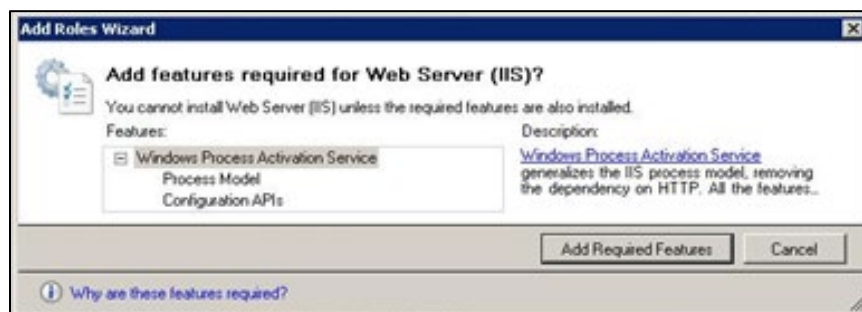 Add Roles Wizard
Add features required for Web Server (IIS)?
You cannot install Web Server (IIS) unless the required features are also installed.
Features:
Description:
Windows Process Activation Service
Process Model
Configuration APIs
Windows Process Activation Service
generalizes the IIS process model, removing
the dependency on HTTP. All the features...
Add Required Features
Cancel
Why are these features required?